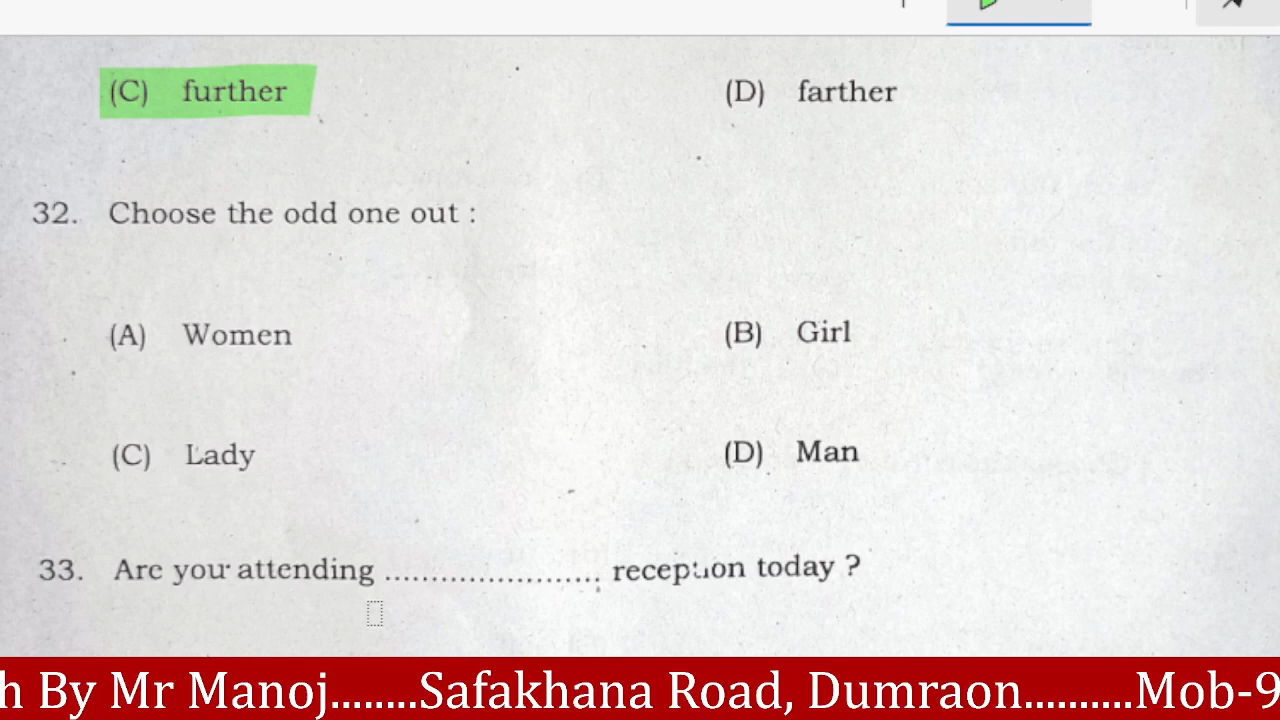 (C) further (D) farther
32. Choose the odd one out :
(A) Women (B) Girl
(C) Lady (D) Man
33. Are you attending ........................ reception today ?
h By Mr Manoj........Safakhana Road, Dumraon..........Mob-9